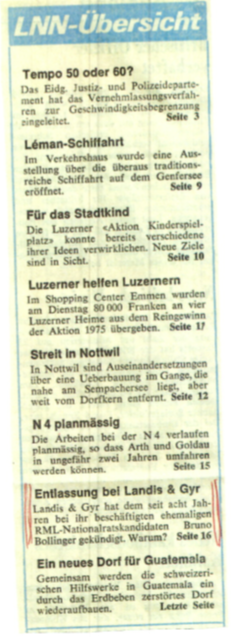 LNN-Übersicht
Tempo 50 oder 60?
Das Eidg. Justiz- und Polizeideparte-
ment hat das Vernehmlassungsverfah-
ren zur Geschwindigkeitsbegrenzung
eingeleitet. Seite 3
Léman-Schiffahrt
Im Verkehrshaus wurde eine Aus-
stellung über die überaus traditions-
reiche Schiffahrt auf dem Genfersee
eröffnet. Seite 9
Für das Stadtkind
Die Luzerner «Aktion Kinderspiel-
platz» konnte bereits verschiedene
ihrer Ideen verwirklichen. Neue Ziele
sind in Sicht. Seite 10
Luzerner helfen Luzernern
Im Shopping Center Emmen wurden
am Dienstag 80 000 Franken an vier
Luzerner Heime aus dem Reingewinn
der Aktion 1975 übergeben. Seite 11
Streit in Nottwil
In Nottwil sind Auseinandersetzungen
über eine Ueberbauung im Gange, die
nahe am Sempachersee liegt, aber
weit vom Dorfkern entfernt. Seite 12
N 4 planmässig
Die Arbeiten bei der N 4 verlaufen
planmässig, so dass Arth und Goldau
in ungefähr zwei Jahren umfahren
werden können. Seite 15
Entlassung bei Landis & Gyr
Landis & Gyr hat dem seit acht Jah-
ren bei ihr beschäftigten ehemaligen
RML-Nationalratskandidaten Bruno
Bollinger gekündigt. Warum? Seite 16
Ein neues Dorf für Guatemala
Gemeinsam werden die schweizeri-
schen Hilfswerke in Guatemala ein
durch das Erdbeben zerstörtes Dorf
wiederaufbauen. Letzte Seite